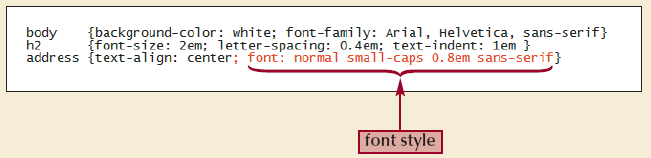 body    {background-color: white; font-family: Arial, Helvetica, sans-serif}
h2      {font-size: 2em; letter-spacing: 0.4em; text-indent: 1em }
address {text-align: center; font: normal small-caps 0.8em sans-serif}
font style